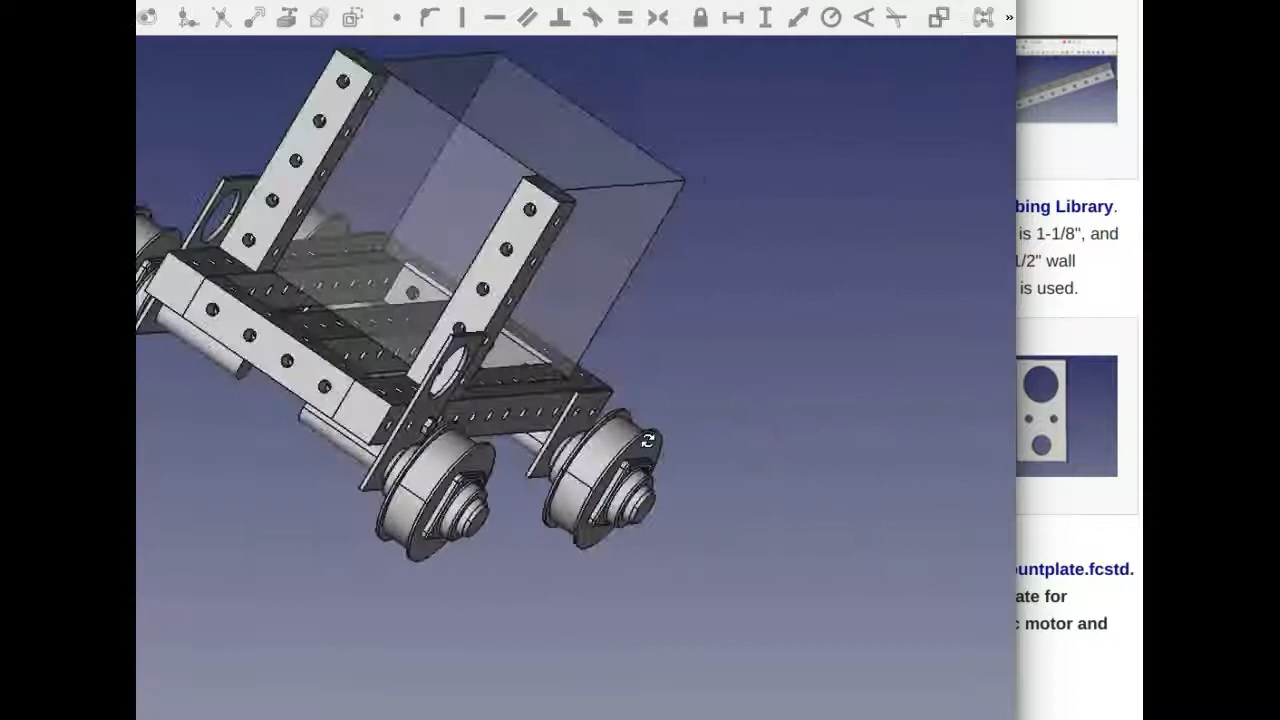 »
bing Library.
is 1-1/8", and
1/2" wall
is used.
ountplate.fcstd.
ate for
c motor and